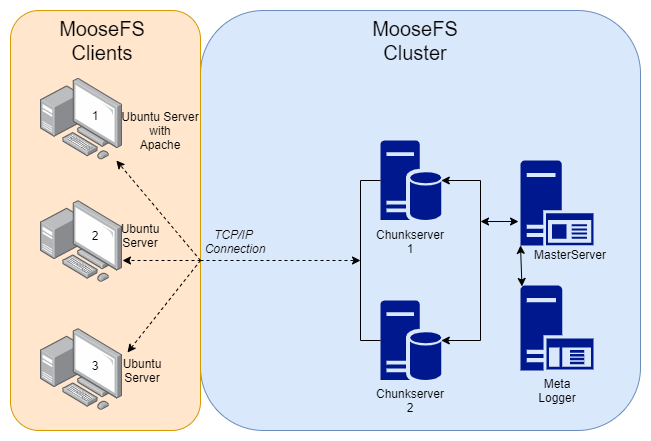 MooseFS
Clients
MooseFS
Cluster
1
Ubuntu Server
with
Apache
2
Ubuntu
Server
3
Ubuntu
Server
TCP/IP
Connection
Chunkserver
1
Chunkserver
2
MasterServer
Meta
Logger